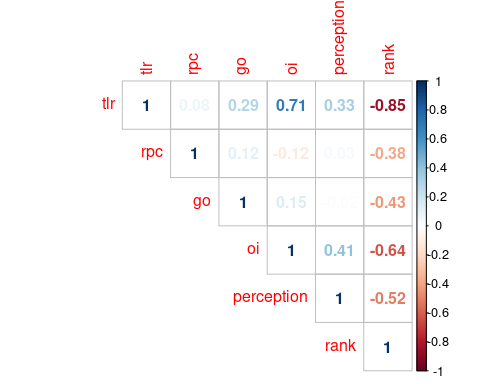 tlr rpc go oi perception rank
tlr 1 0.08 0.29 0.71 0.33 -0.85 1
0.8
rpc 1 0.12 -0.12 0.03 -0.38 0.6
0.4
go 1 0.15 -0.02 -0.43 0.2
0
oi 1 0.41 -0.64 -0.2
-0.4
perception 1 -0.52 -0.6
-0.8
rank 1 -1